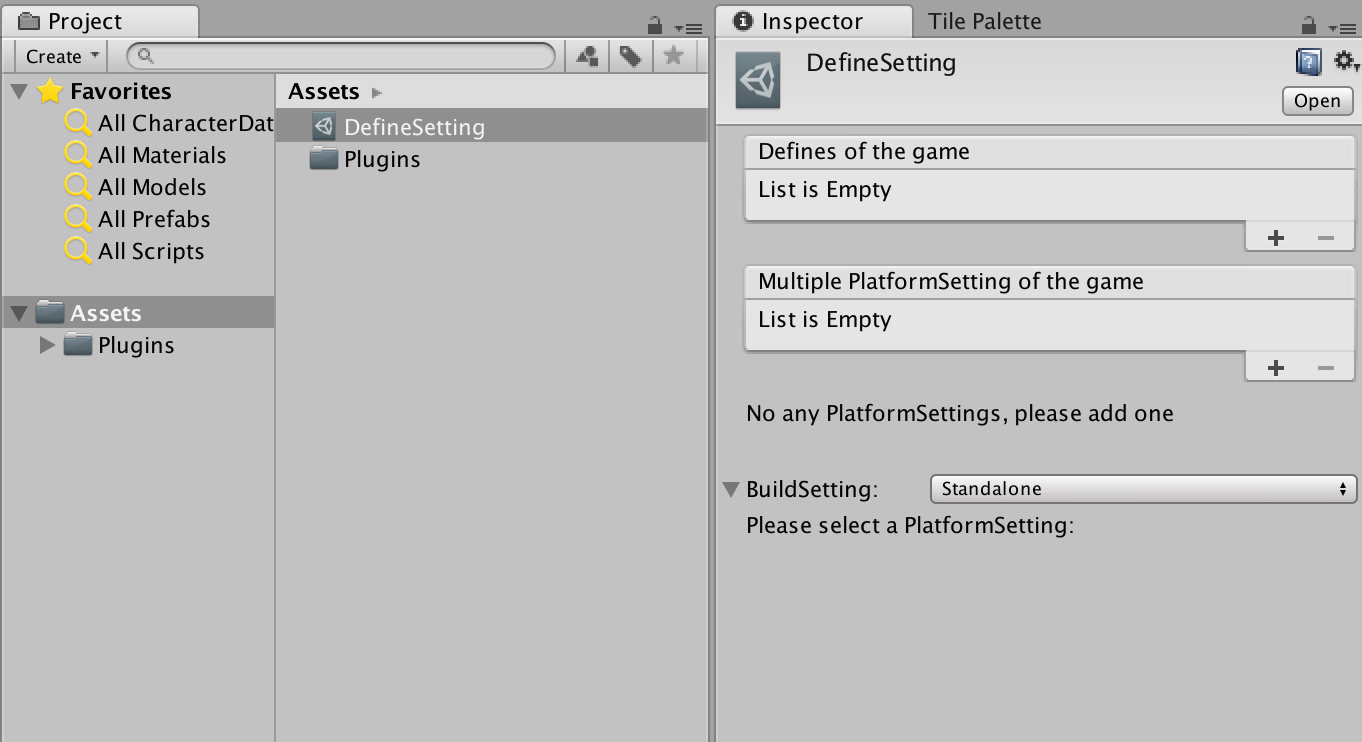 Project
Create
Favorites
All CharacterDat
All Materials
All Models
All Prefabs
All Scripts
Assets
Plugins
Assets
DefineSetting
Plugins
Inspector
Tile Palette
DefineSetting
Open
Defines of the game
List is Empty
Multiple PlatformSetting of the game
List is Empty
No any PlatformSettings, please add one
BuildSetting: Standalone
Please select a PlatformSetting: